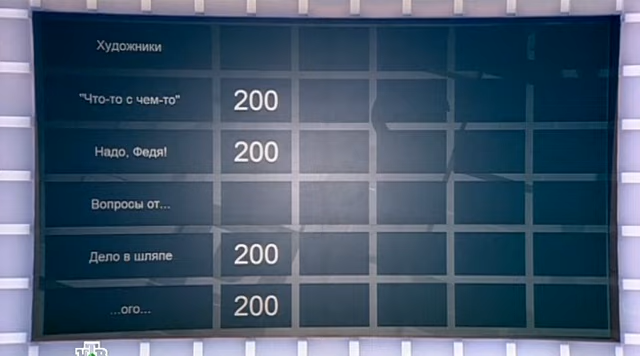 Художники
"Что-то с чем-то" 200
Надо, Федя! 200
Вопросы от...
Дело в шляпе 200
...ого... 200